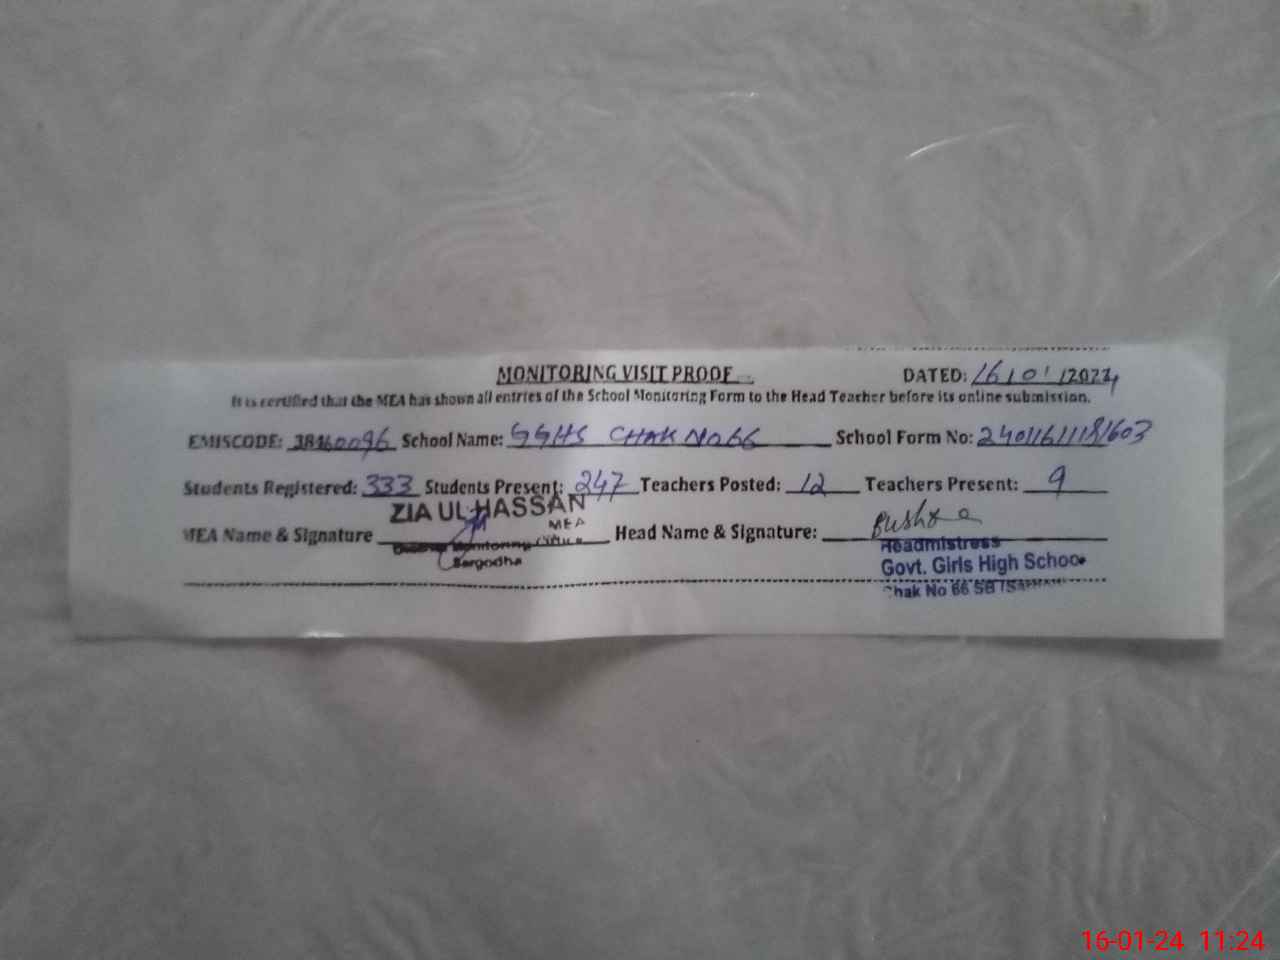 MONITORING VISIT PROOF
DATED: 16/01/2024
It is certified that the MEA has shown all entries of the School Monitoring Form to the Head Teacher before its online submission.
EMISCODE: 38460096 School Name: GGHS CHAK NO 66 School Form No:
Students Registered: 333 Students Present: 247 Teachers Posted: 12 Teachers Present: 9
ZIA UL HASSAN
MEA
MEA Name & Signature Head Name & Signature: Bushra
Monitoring Office
Sargodha
Headmistress
Govt. Girls High School
Chak No 66 SB
16-01-24 11:24